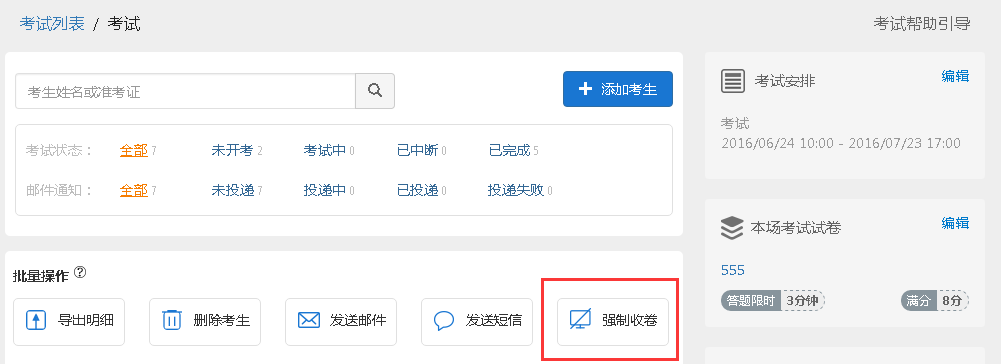 考试列表 / 考试
考试帮助引导
考生姓名或准考证
添加考生
考试状态： 全部 7 未开考 2 考试中 0 已中断 0 已完成 5
邮件通知： 全部 7 未投递 7 投递中 0 已投递 0 投递失败 0
批量操作 ?
导出明细 删除考生 发送邮件 发送短信 强制收卷
考试安排 编辑
考试
2016/06/24 10:00 - 2016/07/23 17:00
本场考试试卷 编辑
555
答题限时 3分钟 满分 8分